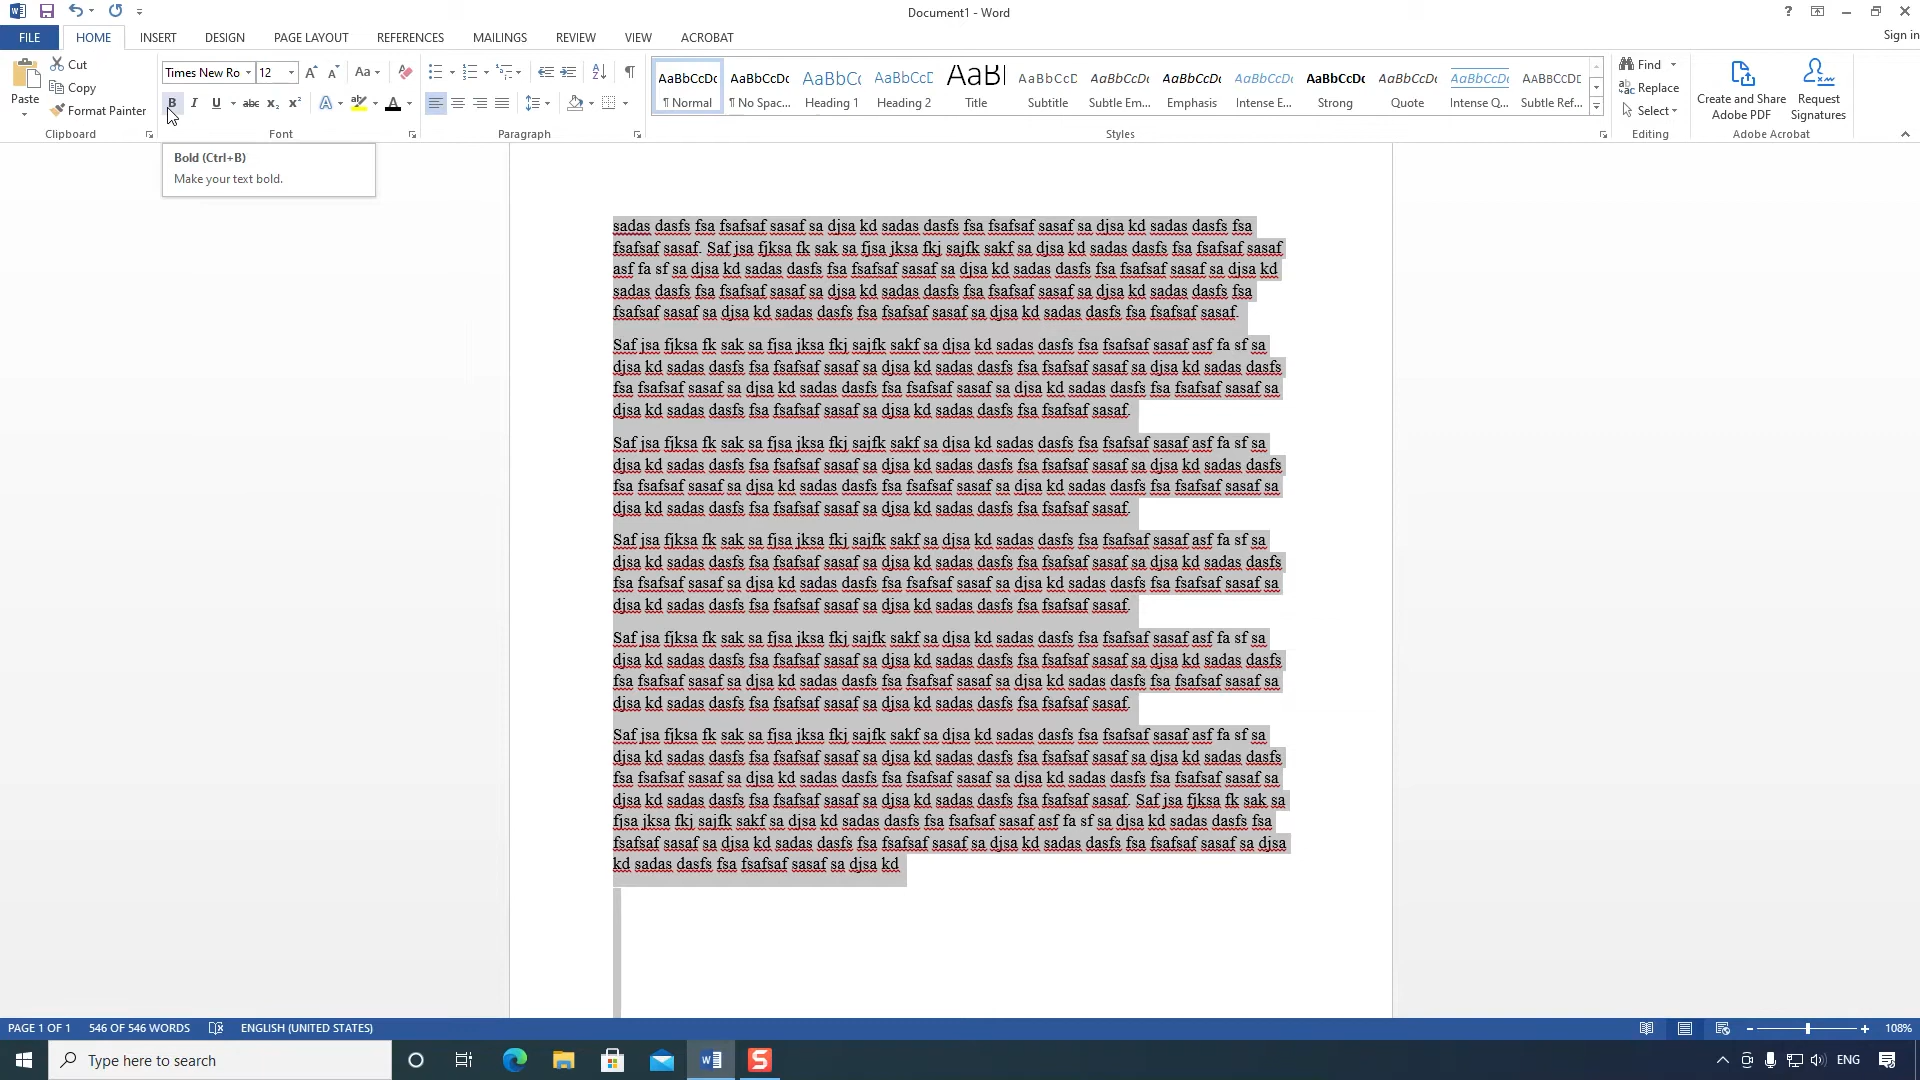 Document1 - Word
Sign in
FILE HOME INSERT DESIGN PAGE LAYOUT REFERENCES MAILINGS REVIEW VIEW ACROBAT
Paste
Cut
Copy
Format Painter
Clipboard
Times New Ro 12
Font
Paragraph
AaBbCcDc AaBbCcDc AaBbCc AaBbCcD AaB AaBbCcD AaBbCcDc AaBbCcDc AaBbCcDc AaBbCcDc AaBbCcDc AaBbCcDc AABBCCDE
¶ Normal ¶ No Spac... Heading 1 Heading 2 Title Subtitle Subtle Em... Emphasis Intense E... Strong Quote Intense Q... Subtle Ref...
Styles
Find
Replace
Select
Editing
Create and Share
Adobe PDF
Request
Signatures
Adobe Acrobat
Bold (Ctrl+B)
Make your text bold.
sadas dasfs fsa fsafsaf sasaf sa djsa kd sadas dasfs fsa fsafsaf sasaf sa djsa kd sadas dasfs fsa
fsafsaf sasaf. Saf jsa fjksa fk sak sa fjsa jksa fkj sajfk sakf sa djsa kd sadas dasfs fsa fsafsaf sasaf
asf fa sf sa djsa kd sadas dasfs fsa fsafsaf sasaf sa djsa kd sadas dasfs fsa fsafsaf sasaf sa djsa kd
sadas dasfs fsa fsafsaf sasaf sa djsa kd sadas dasfs fsa fsafsaf sasaf sa djsa kd sadas dasfs fsa
fsafsaf sasaf sa djsa kd sadas dasfs fsa fsafsaf sasaf sa djsa kd sadas dasfs fsa fsafsaf sasaf.
Saf jsa fjksa fk sak sa fjsa jksa fkj sajfk sakf sa djsa kd sadas dasfs fsa fsafsaf sasaf asf fa sf sa
djsa kd sadas dasfs fsa fsafsaf sasaf sa djsa kd sadas dasfs fsa fsafsaf sasaf sa djsa kd sadas dasfs
fsa fsafsaf sasaf sa djsa kd sadas dasfs fsa fsafsaf sasaf sa djsa kd sadas dasfs fsa fsafsaf sasaf sa
djsa kd sadas dasfs fsa fsafsaf sasaf sa djsa kd sadas dasfs fsa fsafsaf sasaf.
Saf jsa fjksa fk sak sa fjsa jksa fkj sajfk sakf sa djsa kd sadas dasfs fsa fsafsaf sasaf asf fa sf sa
djsa kd sadas dasfs fsa fsafsaf sasaf sa djsa kd sadas dasfs fsa fsafsaf sasaf sa djsa kd sadas dasfs
fsa fsafsaf sasaf sa djsa kd sadas dasfs fsa fsafsaf sasaf sa djsa kd sadas dasfs fsa fsafsaf sasaf sa
djsa kd sadas dasfs fsa fsafsaf sasaf sa djsa kd sadas dasfs fsa fsafsaf sasaf.
Saf jsa fjksa fk sak sa fjsa jksa fkj sajfk sakf sa djsa kd sadas dasfs fsa fsafsaf sasaf asf fa sf sa
djsa kd sadas dasfs fsa fsafsaf sasaf sa djsa kd sadas dasfs fsa fsafsaf sasaf sa djsa kd sadas dasfs
fsa fsafsaf sasaf sa djsa kd sadas dasfs fsa fsafsaf sasaf sa djsa kd sadas dasfs fsa fsafsaf sasaf sa
djsa kd sadas dasfs fsa fsafsaf sasaf sa djsa kd sadas dasfs fsa fsafsaf sasaf.
Saf jsa fjksa fk sak sa fjsa jksa fkj sajfk sakf sa djsa kd sadas dasfs fsa fsafsaf sasaf asf fa sf sa
djsa kd sadas dasfs fsa fsafsaf sasaf sa djsa kd sadas dasfs fsa fsafsaf sasaf sa djsa kd sadas dasfs
fsa fsafsaf sasaf sa djsa kd sadas dasfs fsa fsafsaf sasaf sa djsa kd sadas dasfs fsa fsafsaf sasaf sa
djsa kd sadas dasfs fsa fsafsaf sasaf sa djsa kd sadas dasfs fsa fsafsaf sasaf.
Saf jsa fjksa fk sak sa fjsa jksa fkj sajfk sakf sa djsa kd sadas dasfs fsa fsafsaf sasaf asf fa sf sa
djsa kd sadas dasfs fsa fsafsaf sasaf sa djsa kd sadas dasfs fsa fsafsaf sasaf sa djsa kd sadas dasfs
fsa fsafsaf sasaf sa djsa kd sadas dasfs fsa fsafsaf sasaf sa djsa kd sadas dasfs fsa fsafsaf sasaf sa
djsa kd sadas dasfs fsa fsafsaf sasaf sa djsa kd sadas dasfs fsa fsafsaf sasaf. Saf jsa fjksa fk sak sa
fjsa jksa fkj sajfk sakf sa djsa kd sadas dasfs fsa fsafsaf sasaf asf fa sf sa djsa kd sadas dasfs fsa
fsafsaf sasaf sa djsa kd sadas dasfs fsa fsafsaf sasaf sa djsa kd sadas dasfs fsa fsafsaf sasaf sa djsa
kd sadas dasfs fsa fsafsaf sasaf sa djsa kd
PAGE 1 OF 1 546 OF 546 WORDS ENGLISH (UNITED STATES) 108%
Type here to search
ENG